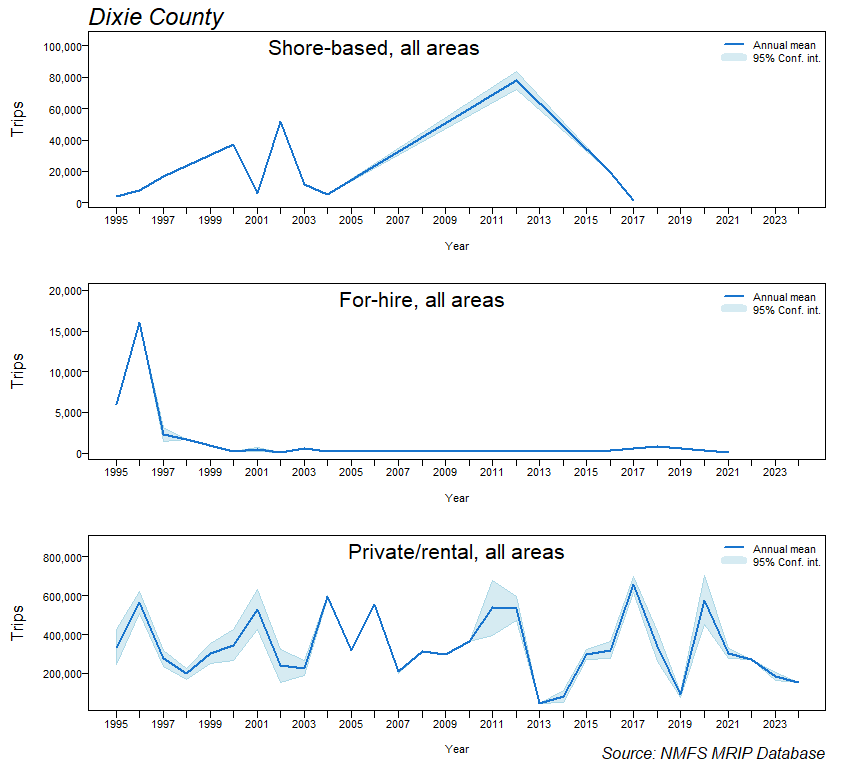 Dixie County
Shore-based, all areas
Annual mean
95% Conf. int.
100,000
80,000
60,000
40,000
20,000
0
Trips
1995 1997 1999 2001 2003 2005 2007 2009 2011 2013 2015 2017 2019 2021 2023
Year
For-hire, all areas
Annual mean
95% Conf. int.
20,000
15,000
10,000
5,000
0
Trips
1995 1997 1999 2001 2003 2005 2007 2009 2011 2013 2015 2017 2019 2021 2023
Year
Private/rental, all areas
Annual mean
95% Conf. int.
800,000
600,000
400,000
200,000
Trips
1995 1997 1999 2001 2003 2005 2007 2009 2011 2013 2015 2017 2019 2021 2023
Year
Source: NMFS MRIP Database